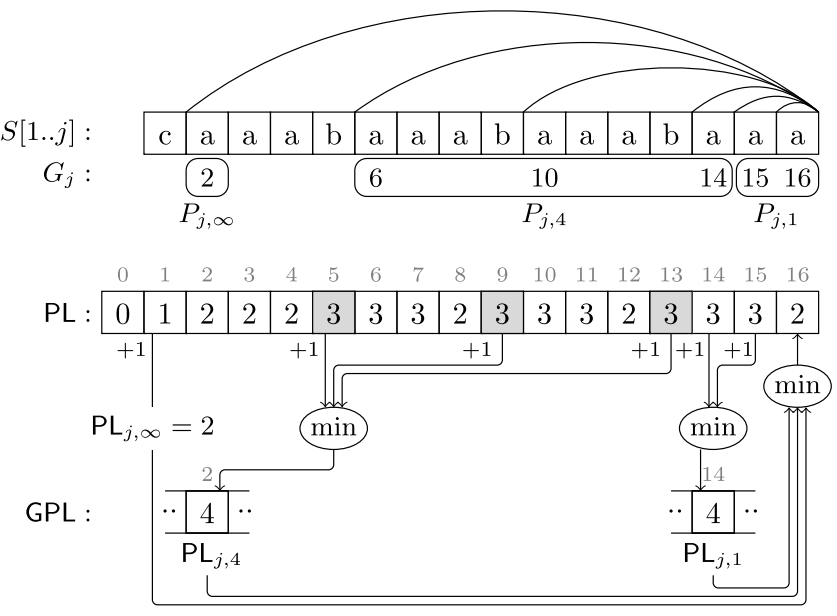 S[1..j] : c a a a b a a a b a a a b a a a
G_j : 2 6 10 14 15 16
P_{j,∞} P_{j,4} P_{j,1}
0 1 2 3 4 5 6 7 8 9 10 11 12 13 14 15 16
PL : 0 1 2 2 2 3 3 3 2 3 3 3 2 3 3 3 2
+1 +1 +1 +1 +1 +1
min
PL_{j,∞} = 2 min min
2 14
GPL : ·· 4 ·· ·· 4 ··
PL_{j,4} PL_{j,1}